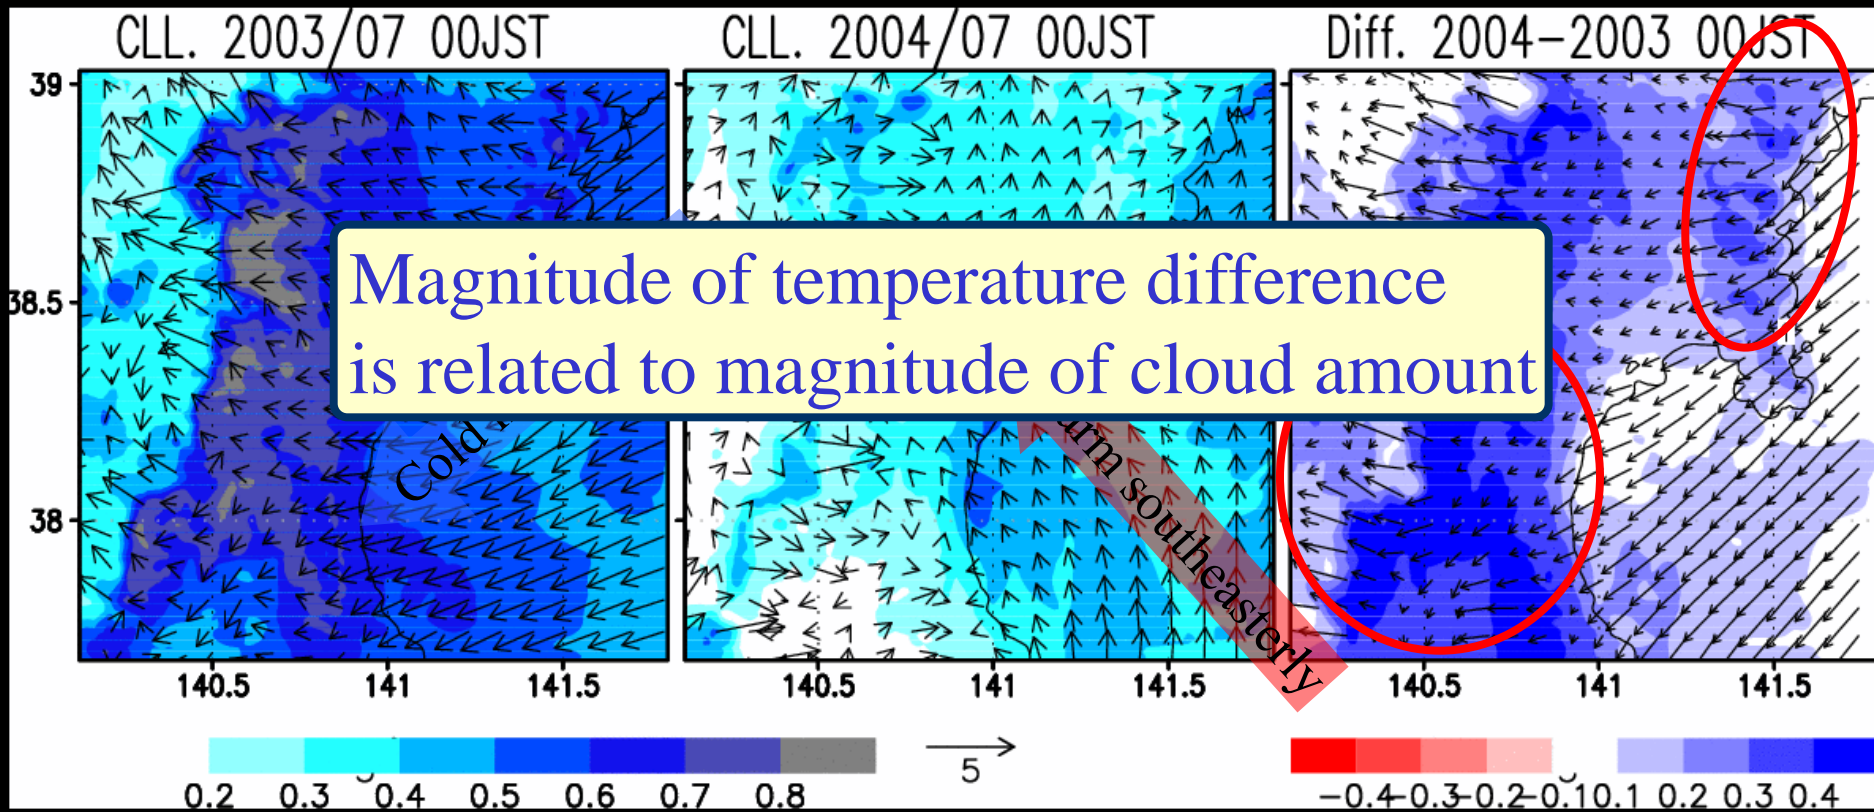 CLL. 2003/07 00JST
CLL. 2004/07 00JST
Diff. 2004-2003 00JST
39
38.5
38
Magnitude of temperature difference
is related to magnitude of cloud amount
Cold
southeasterly
140.5 141 141.5
140.5 141 141.5
140.5 141 141.5
0.2 0.3 0.4 0.5 0.6 0.7 0.8
5
-0.4-0.3-0.2-0.10.1 0.2 0.3 0.4